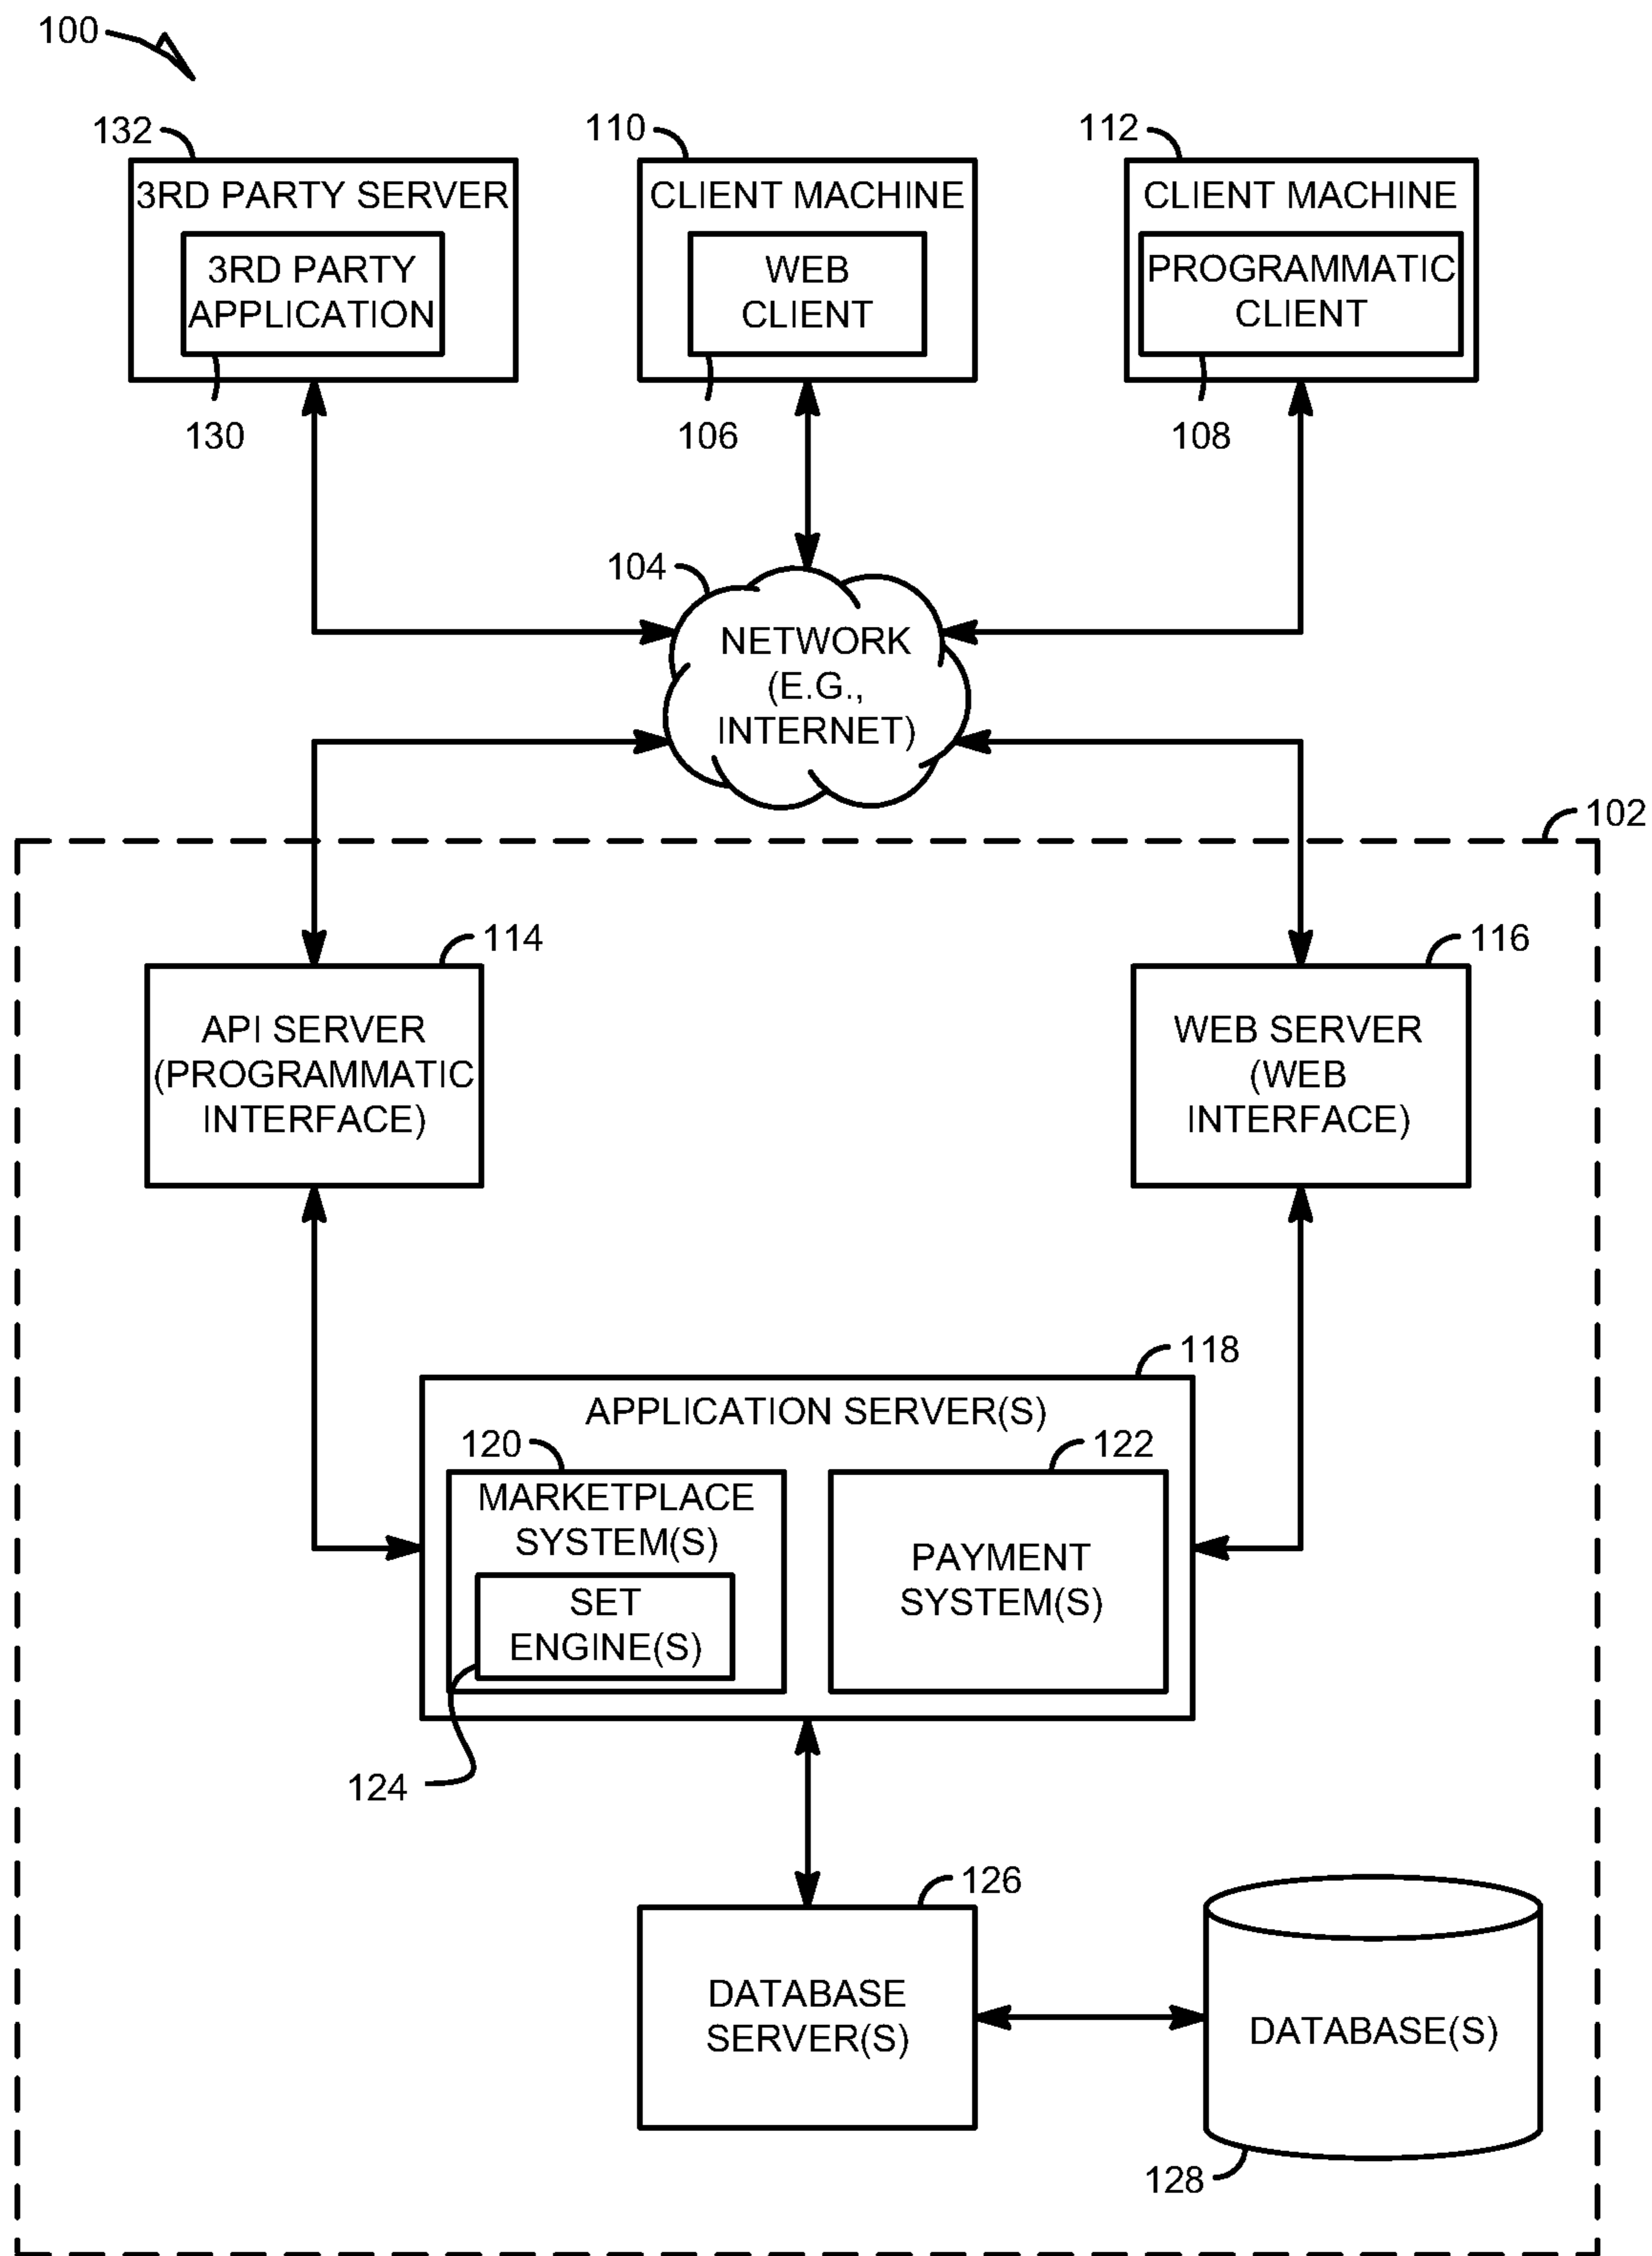 100
132
110
112
3RD PARTY SERVER
CLIENT MACHINE
CLIENT MACHINE
3RD PARTY
APPLICATION
WEB
CLIENT
PROGRAMMATIC
CLIENT
130
106
108
104
NETWORK
(E.G.,
INTERNET)
102
114
116
API SERVER
(PROGRAMMATIC
INTERFACE)
WEB SERVER
(WEB
INTERFACE)
118
APPLICATION SERVER(S)
120
122
MARKETPLACE
SYSTEM(S)
SET
ENGINE(S)
PAYMENT
SYSTEM(S)
124
126
DATABASE
SERVER(S)
DATABASE(S)
128